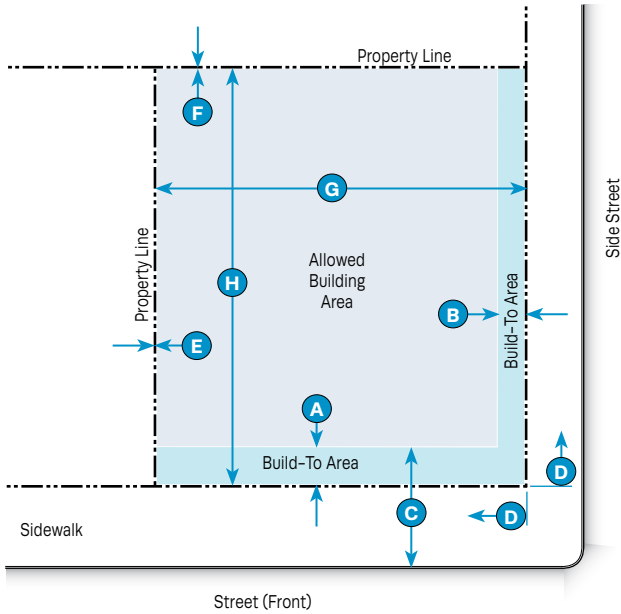 Property Line
F
G
Side Street
Property Line
Allowed
Building
Area
H
B
Build-To Area
E
A
Build-To Area
D
C
D
Sidewalk
Street (Front)